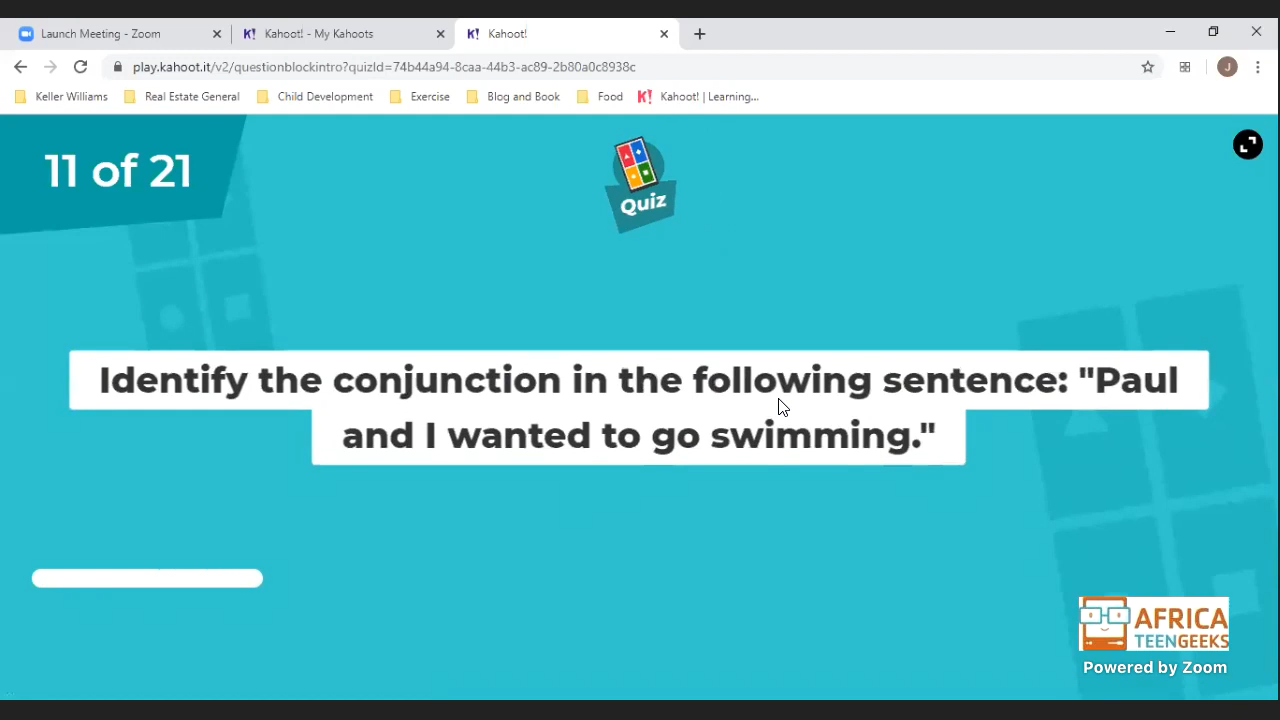 Launch Meeting - Zoom
Kahoot! - My Kahoots
Kahoot!
play.kahoot.it/v2/questionblockintro?quizId=74b44a94-8caa-44b3-ac89-2b80a0c8938c
J
Keller Williams
Real Estate General
Child Development
Exercise
Blog and Book
Food
Kahoot! | Learning...
11 of 21
Quiz
Identify the conjunction in the following sentence: "Paul
and I wanted to go swimming."
AFRICA
TEENGEEKS
Powered by Zoom